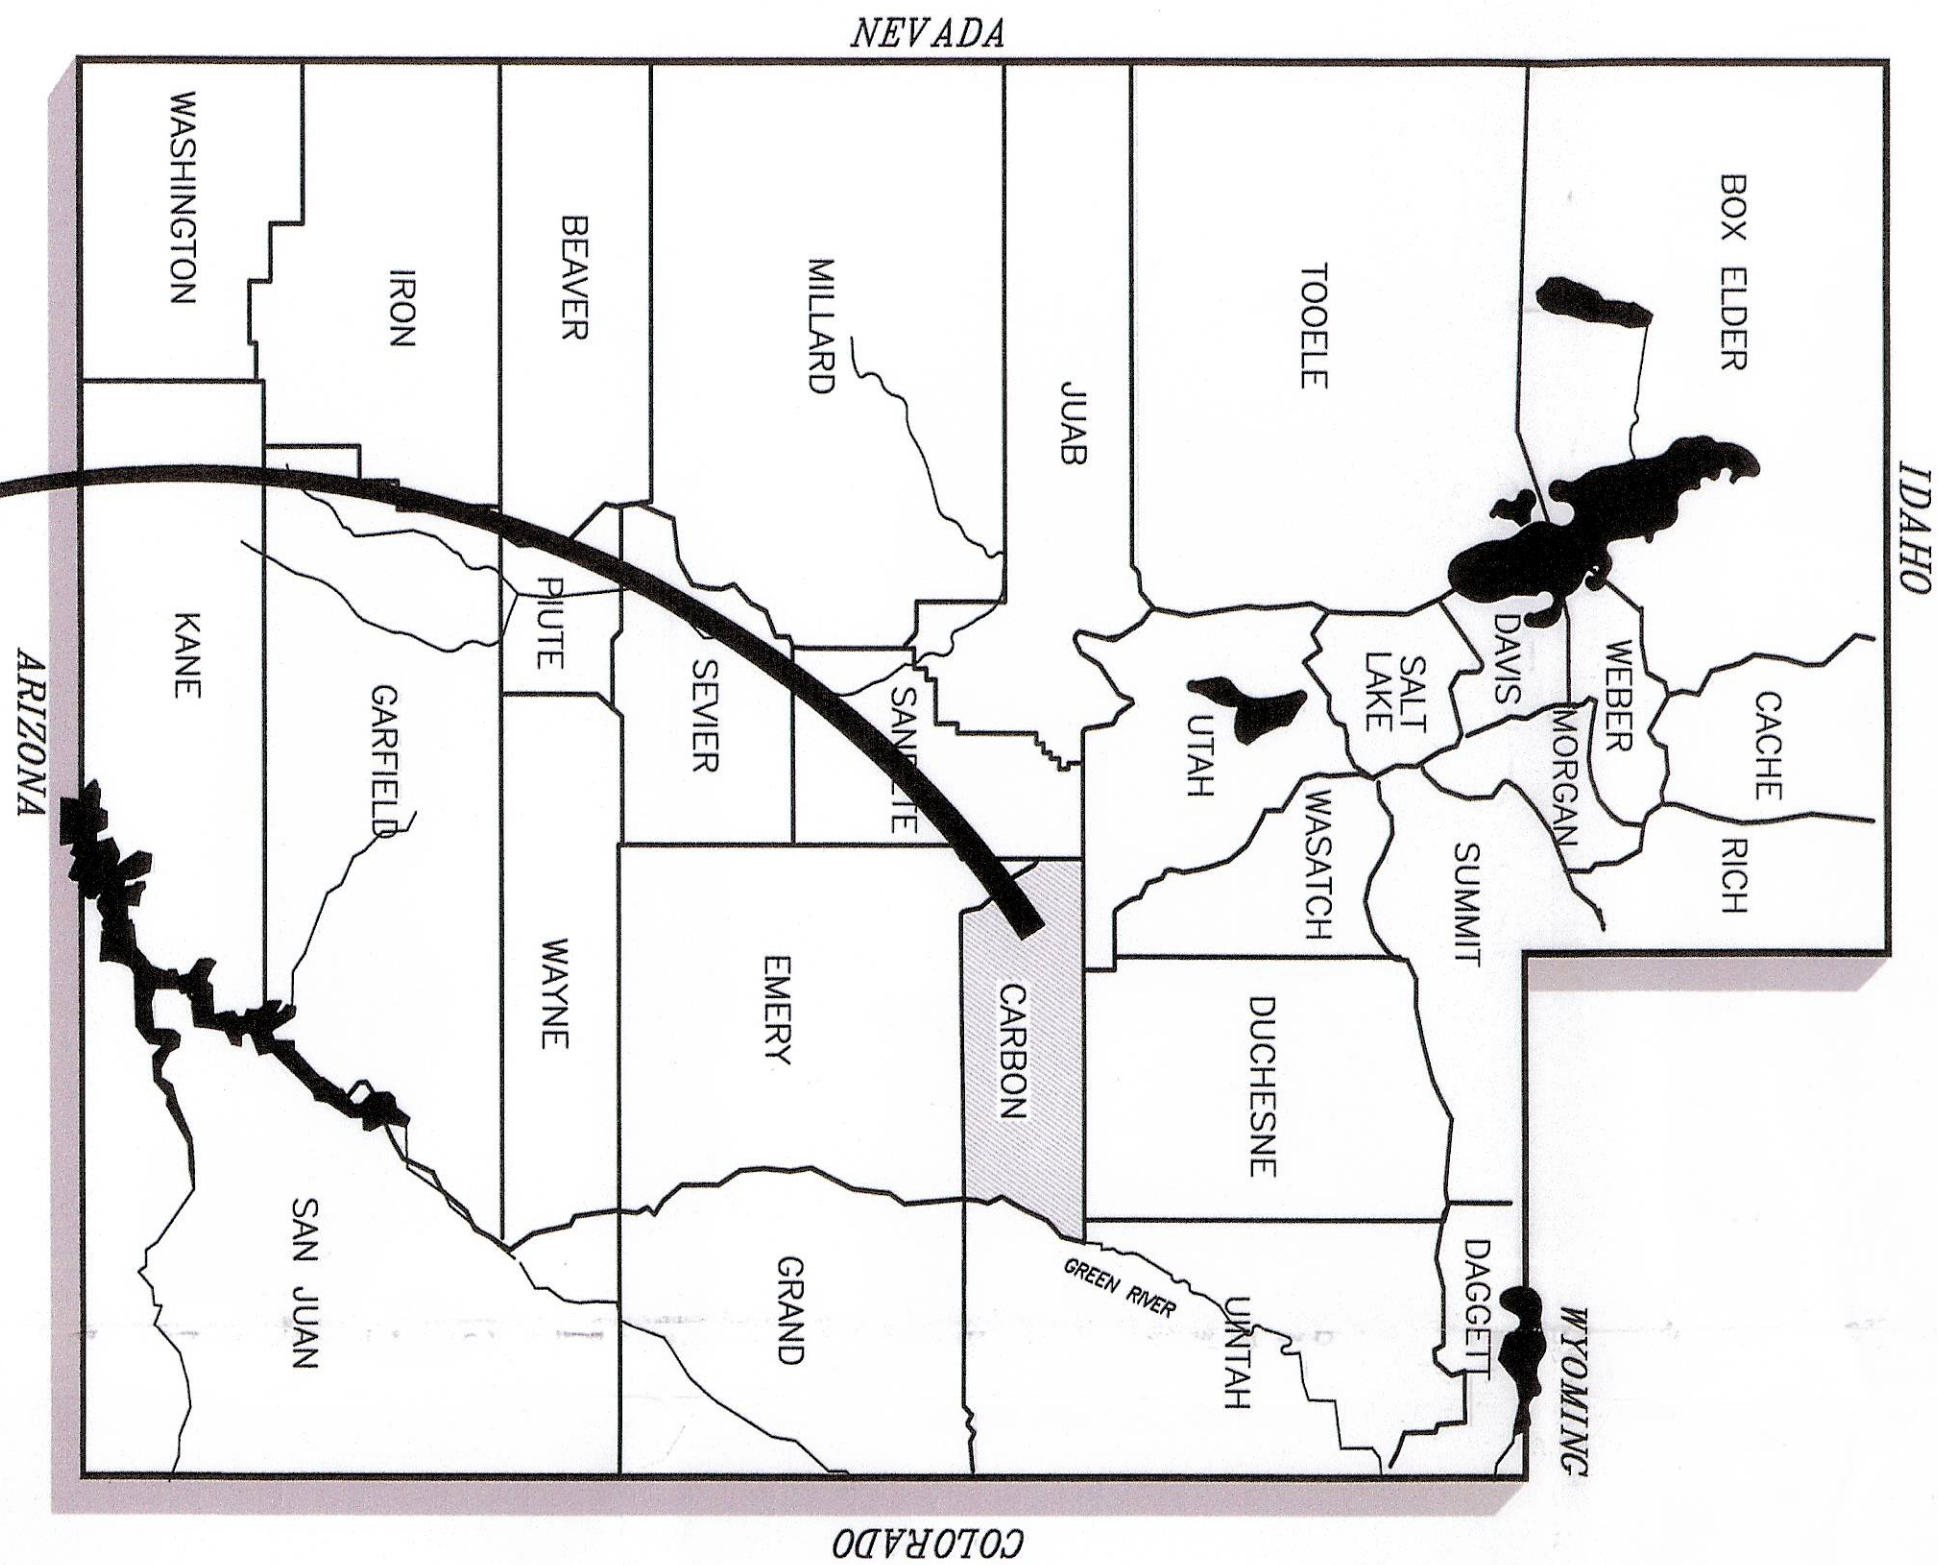 IDAHO
WYOMING
NEVADA
COLORADO
ARIZONA
BOX ELDER
CACHE
RICH
WEBER
MORGAN
DAVIS
SALT
LAKE
SUMMIT
DAGGETT
TOOELE
UTAH
WASATCH
DUCHESNE
UINTAH
GREEN RIVER
JUAB
CARBON
MILLARD
SANPETE
SEVIER
EMERY
GRAND
BEAVER
PIUTE
WAYNE
IRON
GARFIELD
SAN JUAN
WASHINGTON
KANE